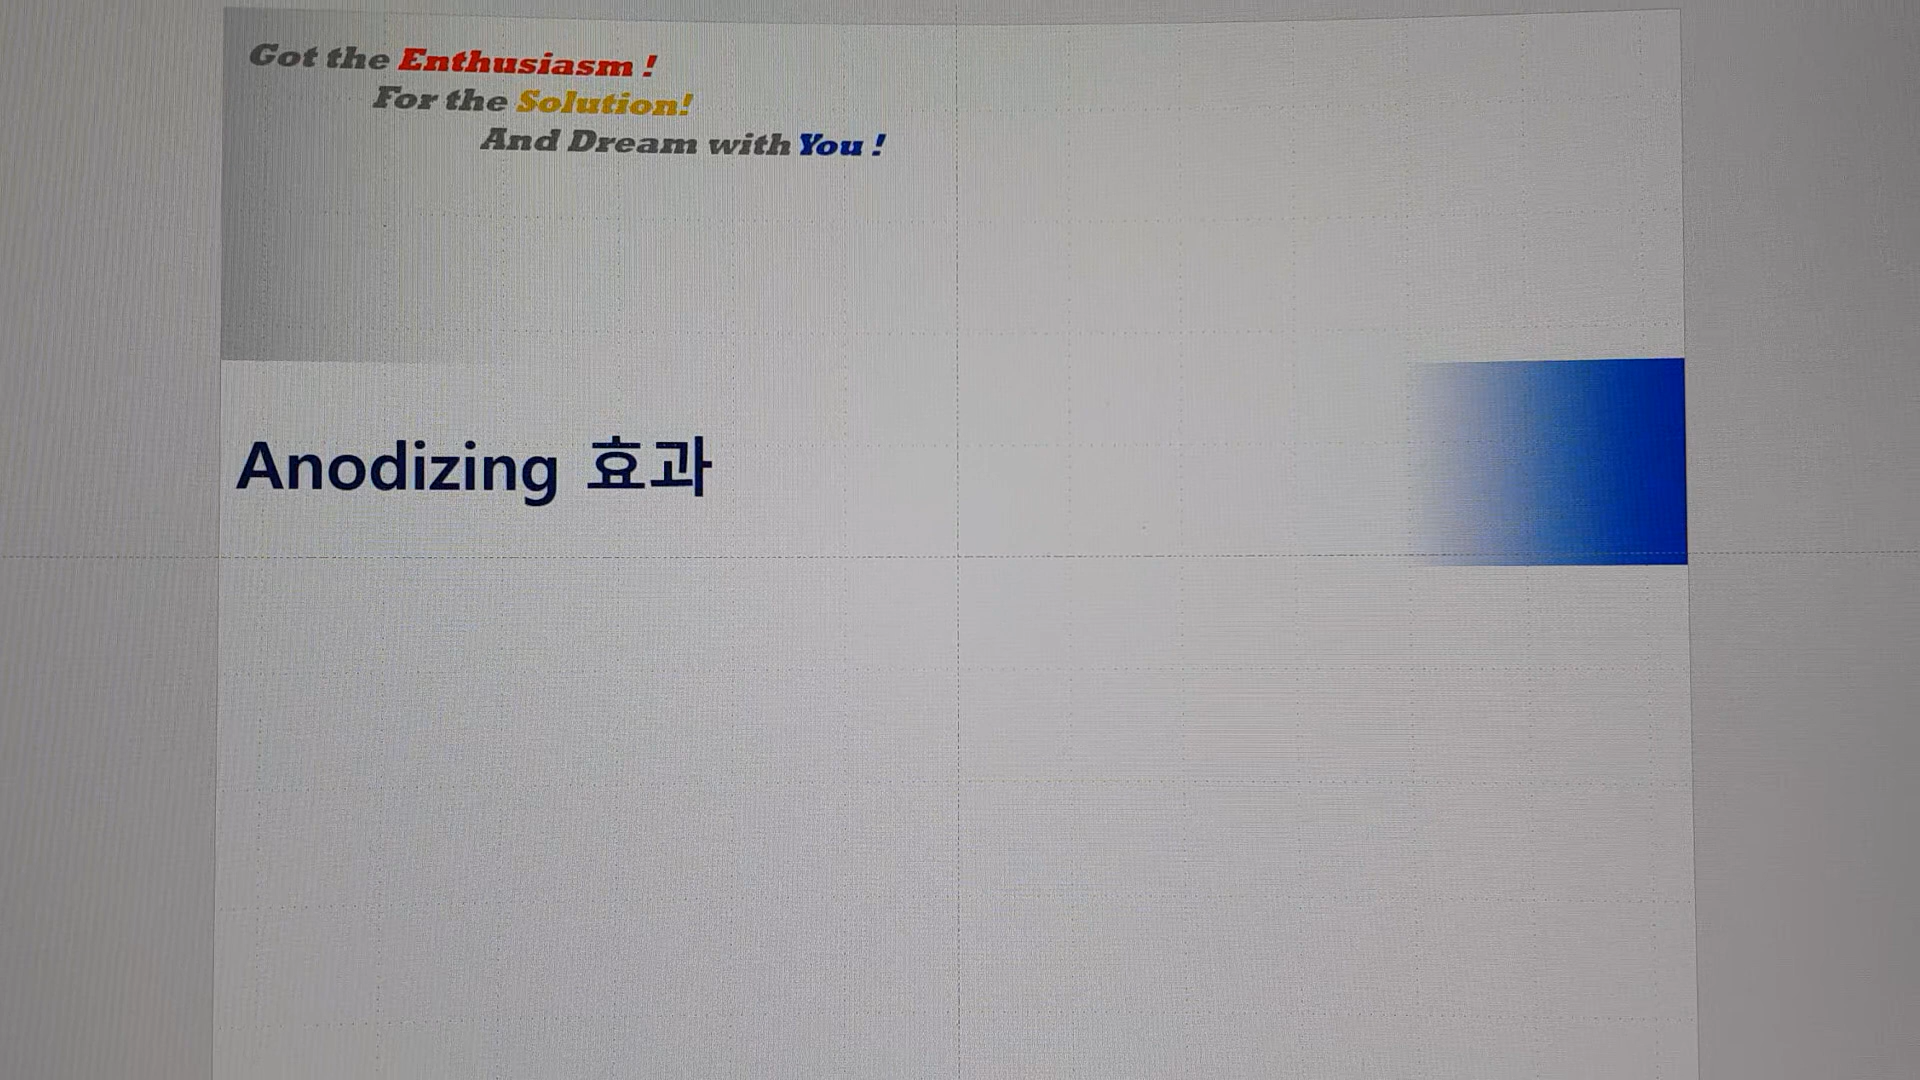 Got the Enthusiasm !
For the Solution!
And Dream with You !
Anodizing 효과